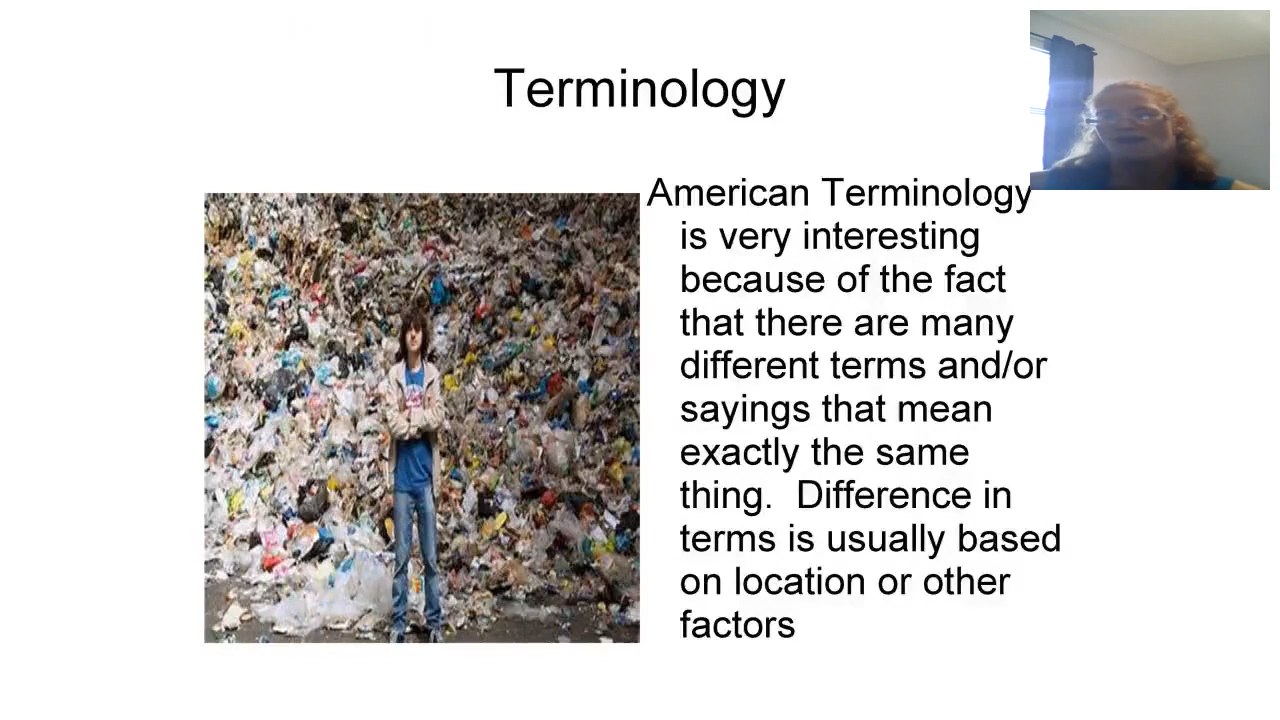 Terminology
American Terminology
is very interesting
because of the fact
that there are many
different terms and/or
sayings that mean
exactly the same
thing.  Difference in
terms is usually based
on location or other
factors